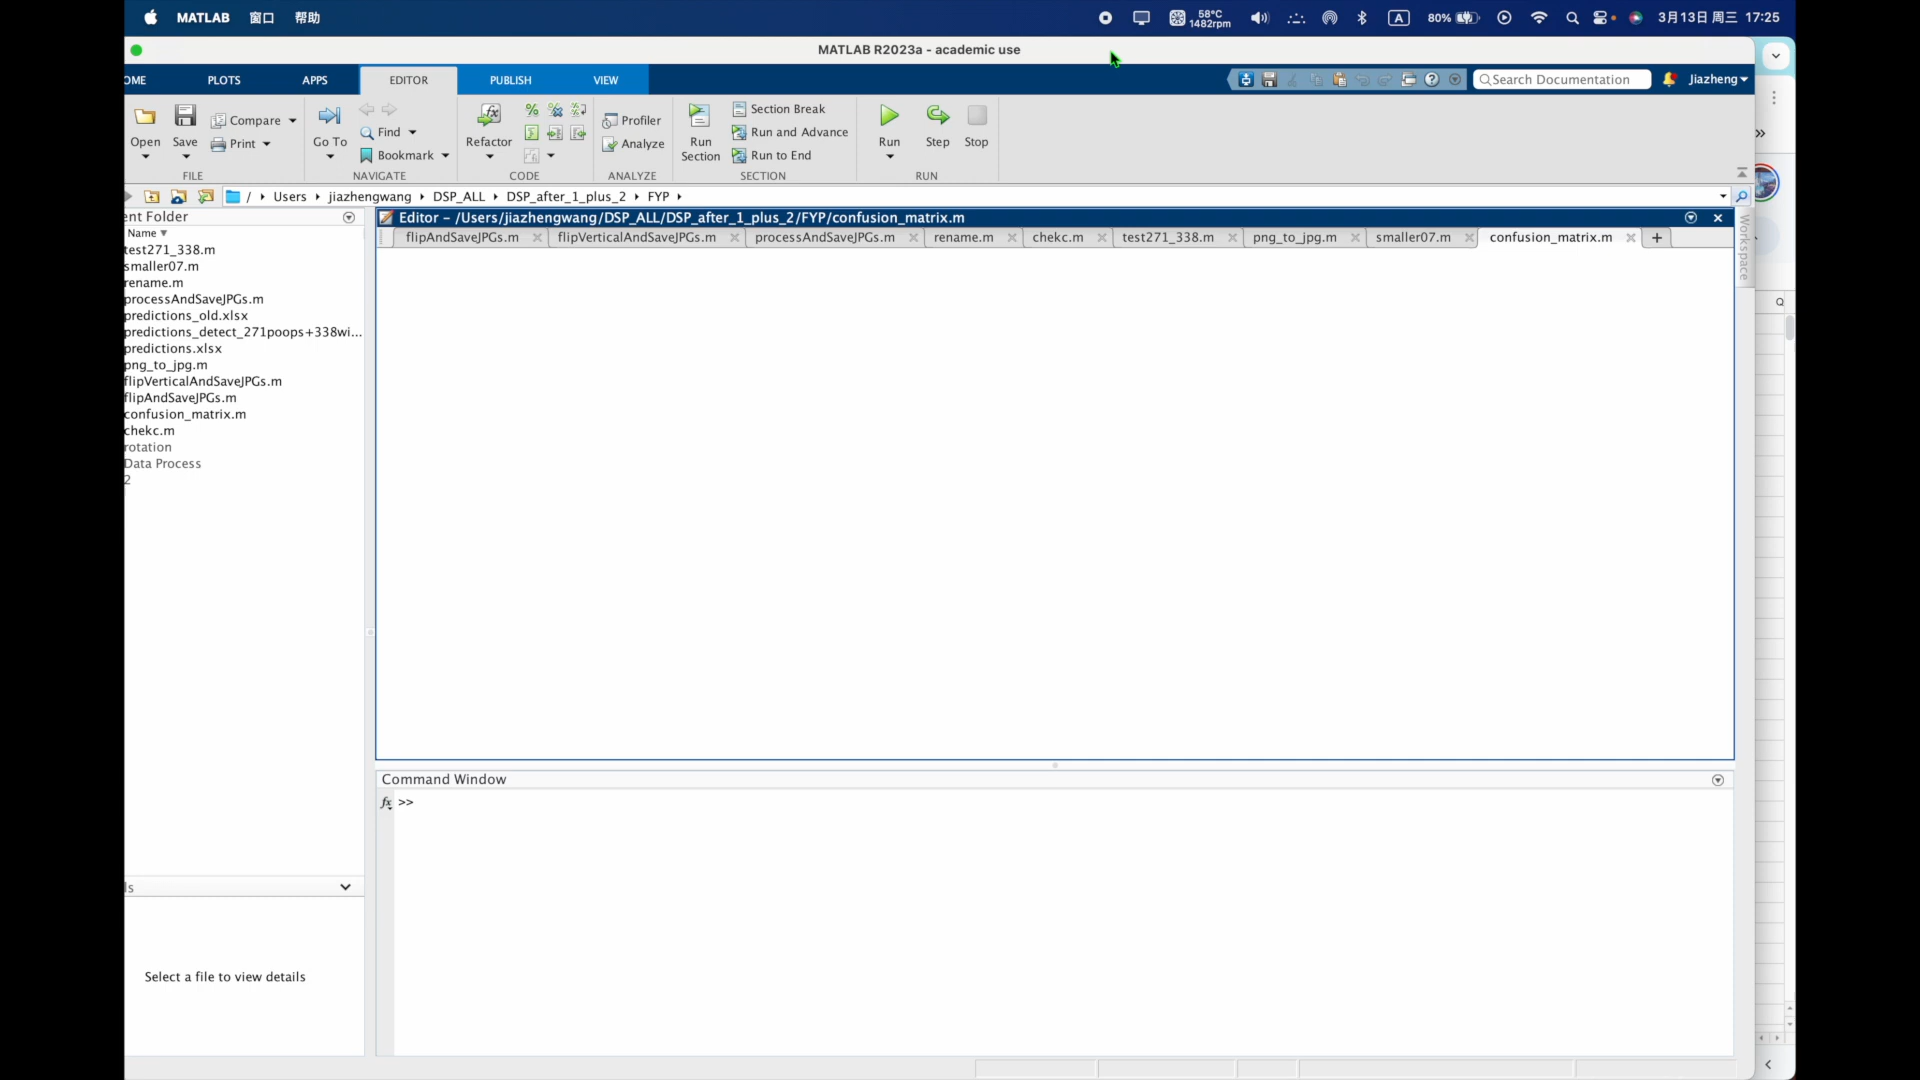 MATLAB 窗口 帮助 58°C 1482rpm A 80% 3月13日 周三 17:25
MATLAB R2023a - academic use
OME PLOTS APPS EDITOR PUBLISH VIEW Search Documentation Jiazheng
Open Save Compare Print
FILE
Go To Find Bookmark
NAVIGATE
Refactor
CODE
Profiler
Analyze
ANALYZE
Run Section
Section Break
Run and Advance
Run to End
SECTION
Run Step Stop
RUN
/ Users jiazhengwang DSP_ALL DSP_after_1_plus_2 FYP
ent Folder
Name
test271_338.m
smaller07.m
rename.m
processAndSaveJPGs.m
predictions_old.xlsx
predictions_detect_271poops+338wi...
predictions.xlsx
png_to_jpg.m
flipVerticalAndSaveJPGs.m
flipAndSaveJPGs.m
confusion_matrix.m
chekc.m
rotation
Data Process
2
ls
Select a file to view details
Editor - /Users/jiazhengwang/DSP_ALL/DSP_after_1_plus_2/FYP/confusion_matrix.m
flipAndSaveJPGs.m flipVerticalAndSaveJPGs.m processAndSaveJPGs.m rename.m chekc.m test271_338.m png_to_jpg.m smaller07.m confusion_matrix.m +
Workspace
Command Window
fx >>
Q